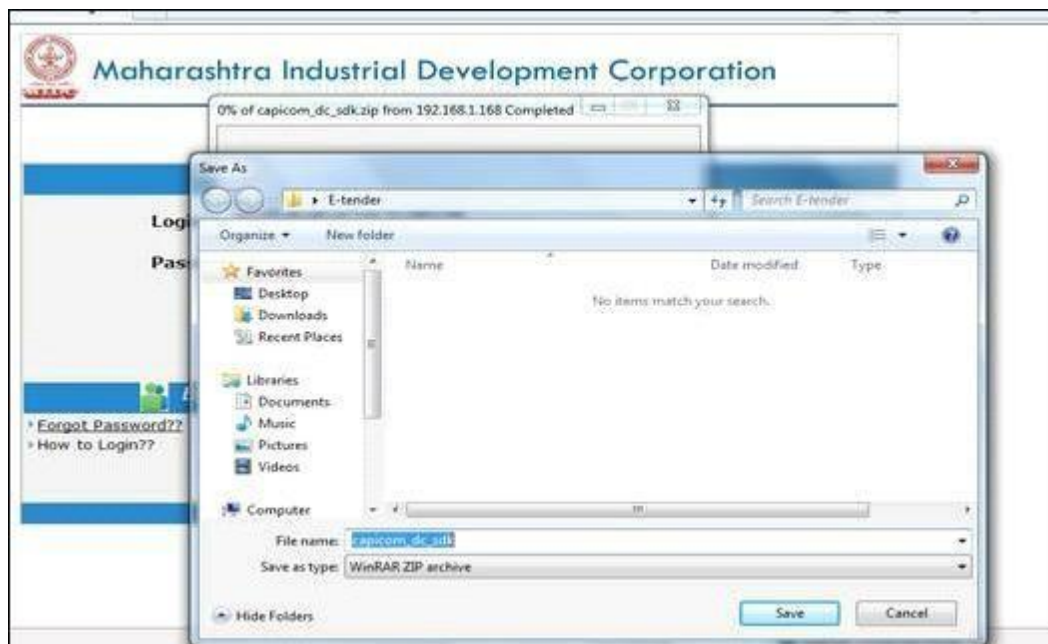 Maharashtra Industrial Development Corporation
0% of capicom_dc_sdk.zip from 192.168.1.168 Completed
Save As
E-tender
Search E-tender
Organize
New folder
Logi
Pass
Favorites
Desktop
Downloads
Recent Places
Libraries
Documents
Music
Pictures
Videos
Computer
Name
Date modified
Type
No items match your search.
Forgot Password??
How to Login??
File name: capicom_dc_sdk
Save as type: WinRAR ZIP archive
Hide Folders
Save
Cancel